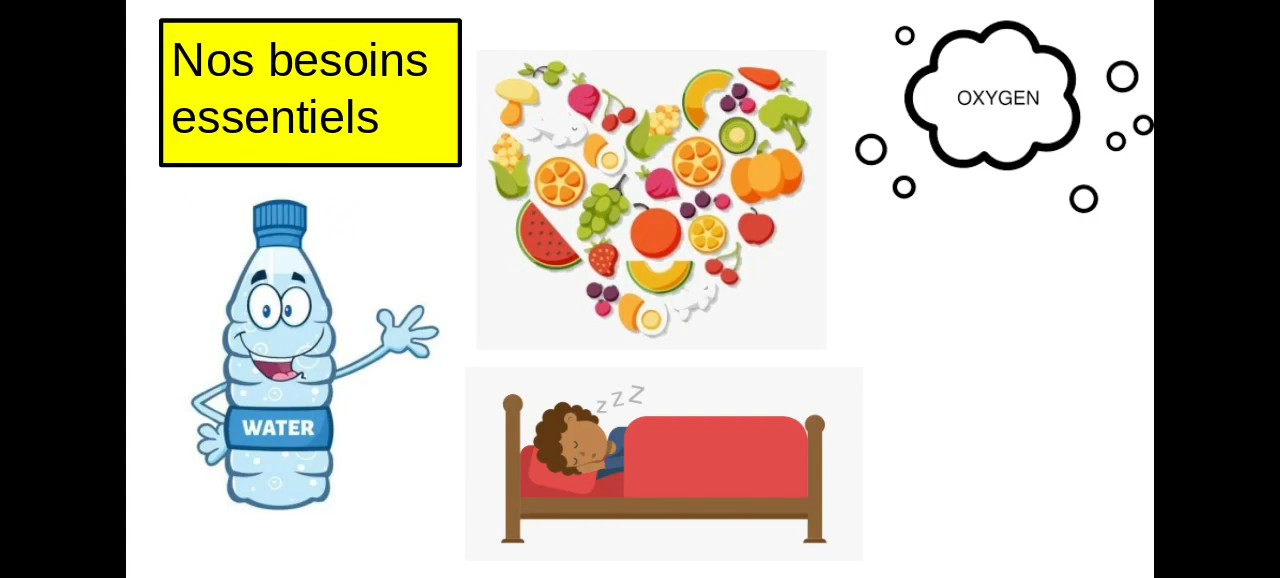 Nos besoins
essentiels
OXYGEN
z z Z
WATER